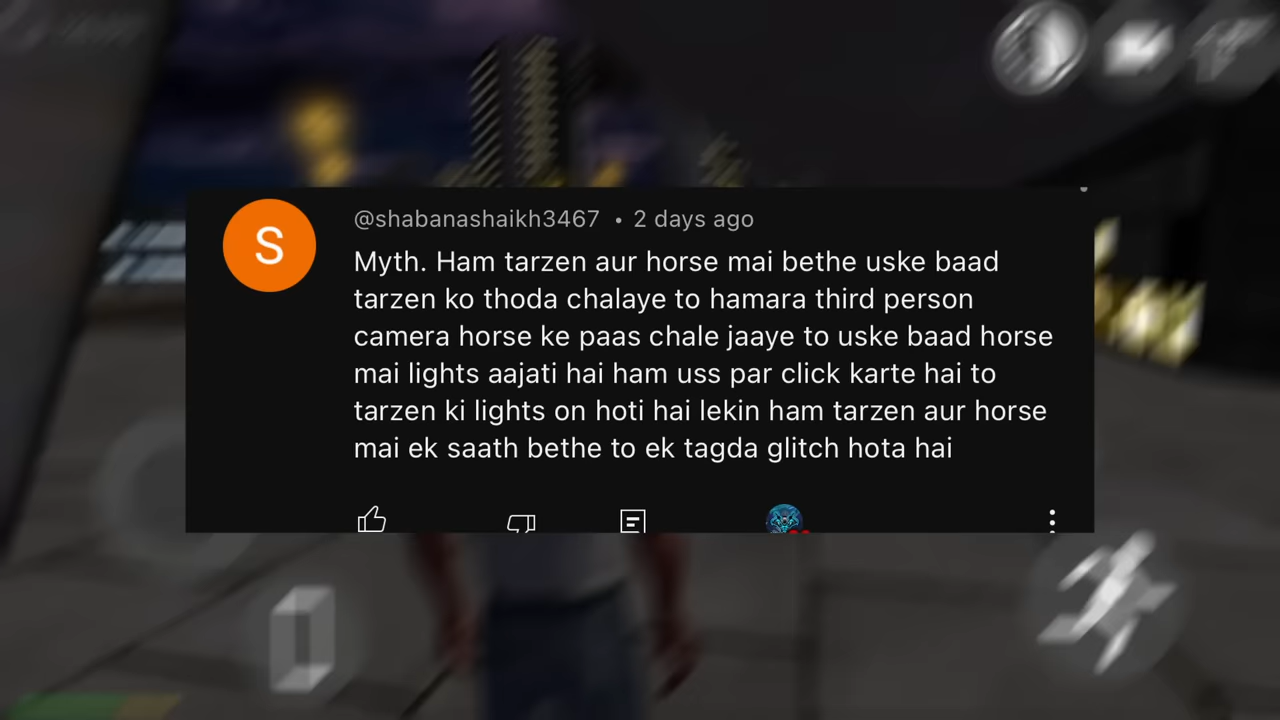 S
@shabanashaikh3467 • 2 days ago
Myth. Ham tarzen aur horse mai bethe uske baad
tarzen ko thoda chalaye to hamara third person
camera horse ke paas chale jaaye to uske baad horse
mai lights aajati hai ham uss par click karte hai to
tarzen ki lights on hoti hai lekin ham tarzen aur horse
mai ek saath bethe to ek tagda glitch hota hai